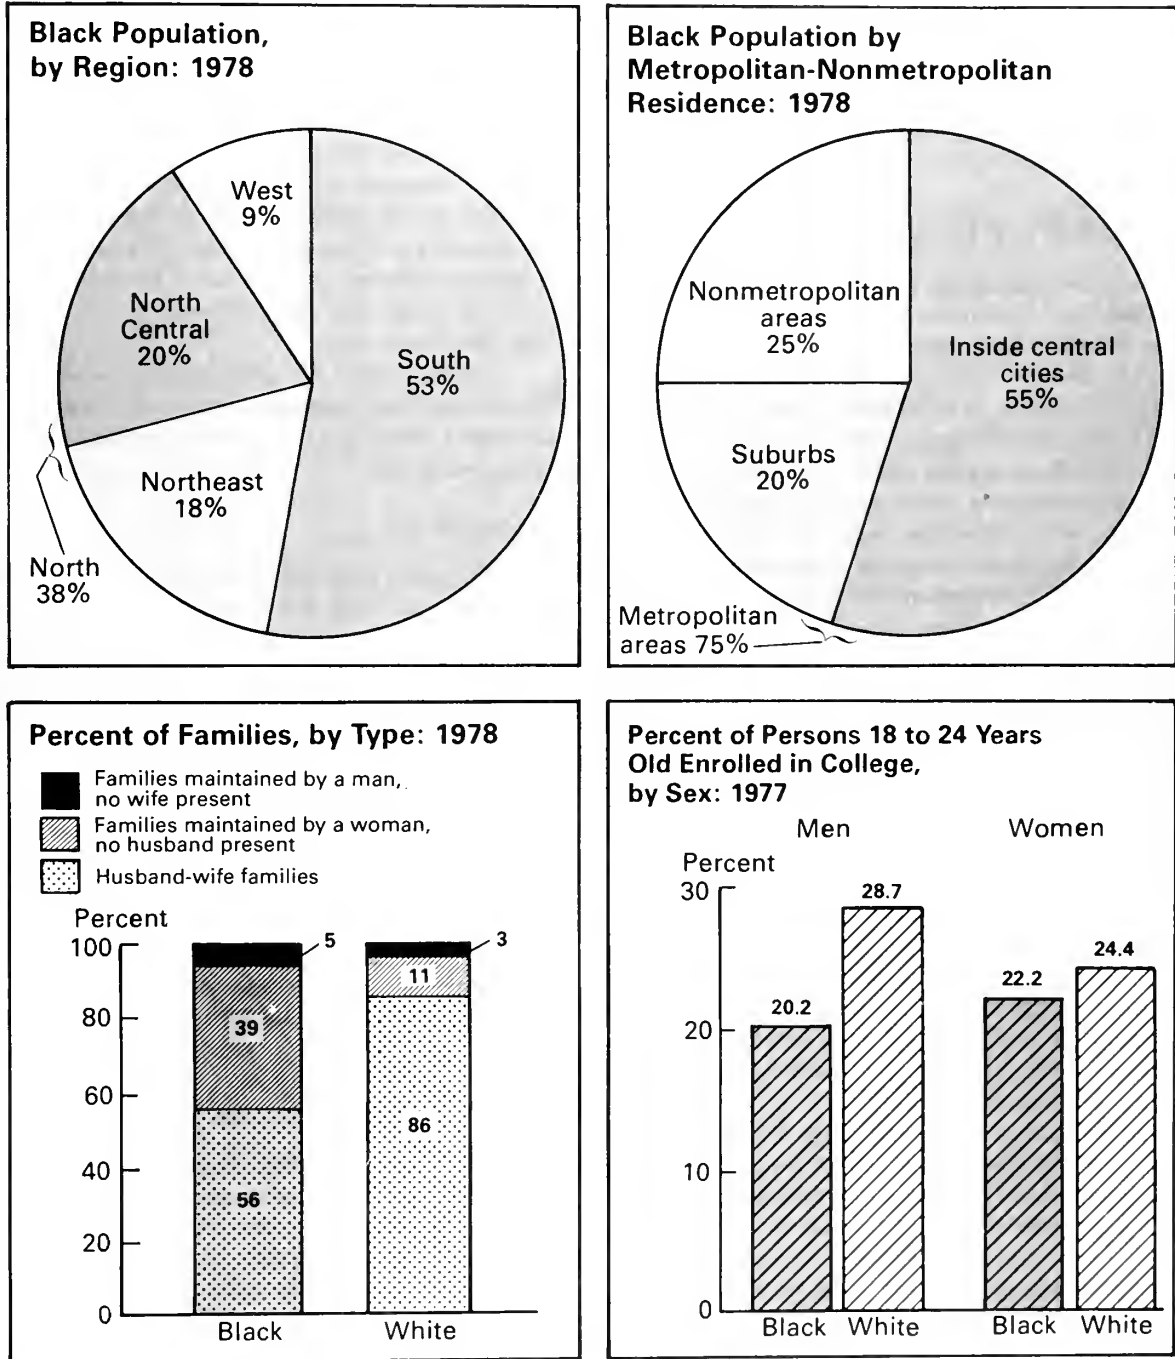 Black Population,
by Region: 1978
West
9%
North
Central
20%
South
53%
Northeast
18%
North
38%
Black Population by
Metropolitan-Nonmetropolitan
Residence: 1978
Nonmetropolitan
areas
25%
Inside central
cities
55%
Suburbs
20%
Metropolitan
areas 75%
Percent of Families, by Type: 1978
Families maintained by a man,
no wife present
Families maintained by a woman,
no husband present
Husband-wife families
Percent
100
80
60
40
20
0
5
39
56
3
11
86
Black
White
Percent of Persons 18 to 24 Years
Old Enrolled in College,
by Sex: 1977
Men
Women
Percent
30
20
10
0
20.2
28.7
22.2
24.4
Black
White
Black
White